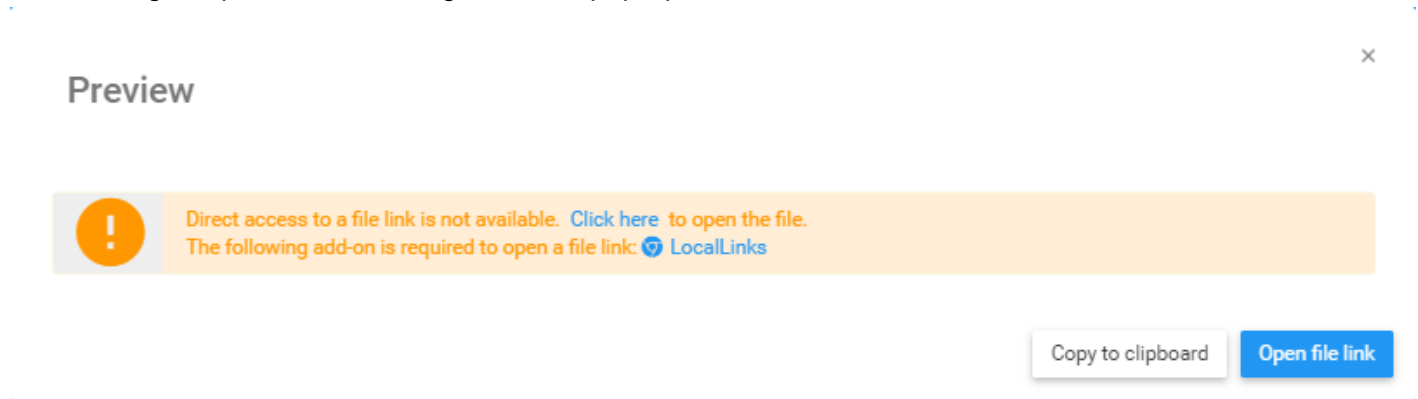 Preview
×
Direct access to a file link is not available. Click here to open the file.
The following add-on is required to open a file link: LocalLinks
Copy to clipboard Open file link